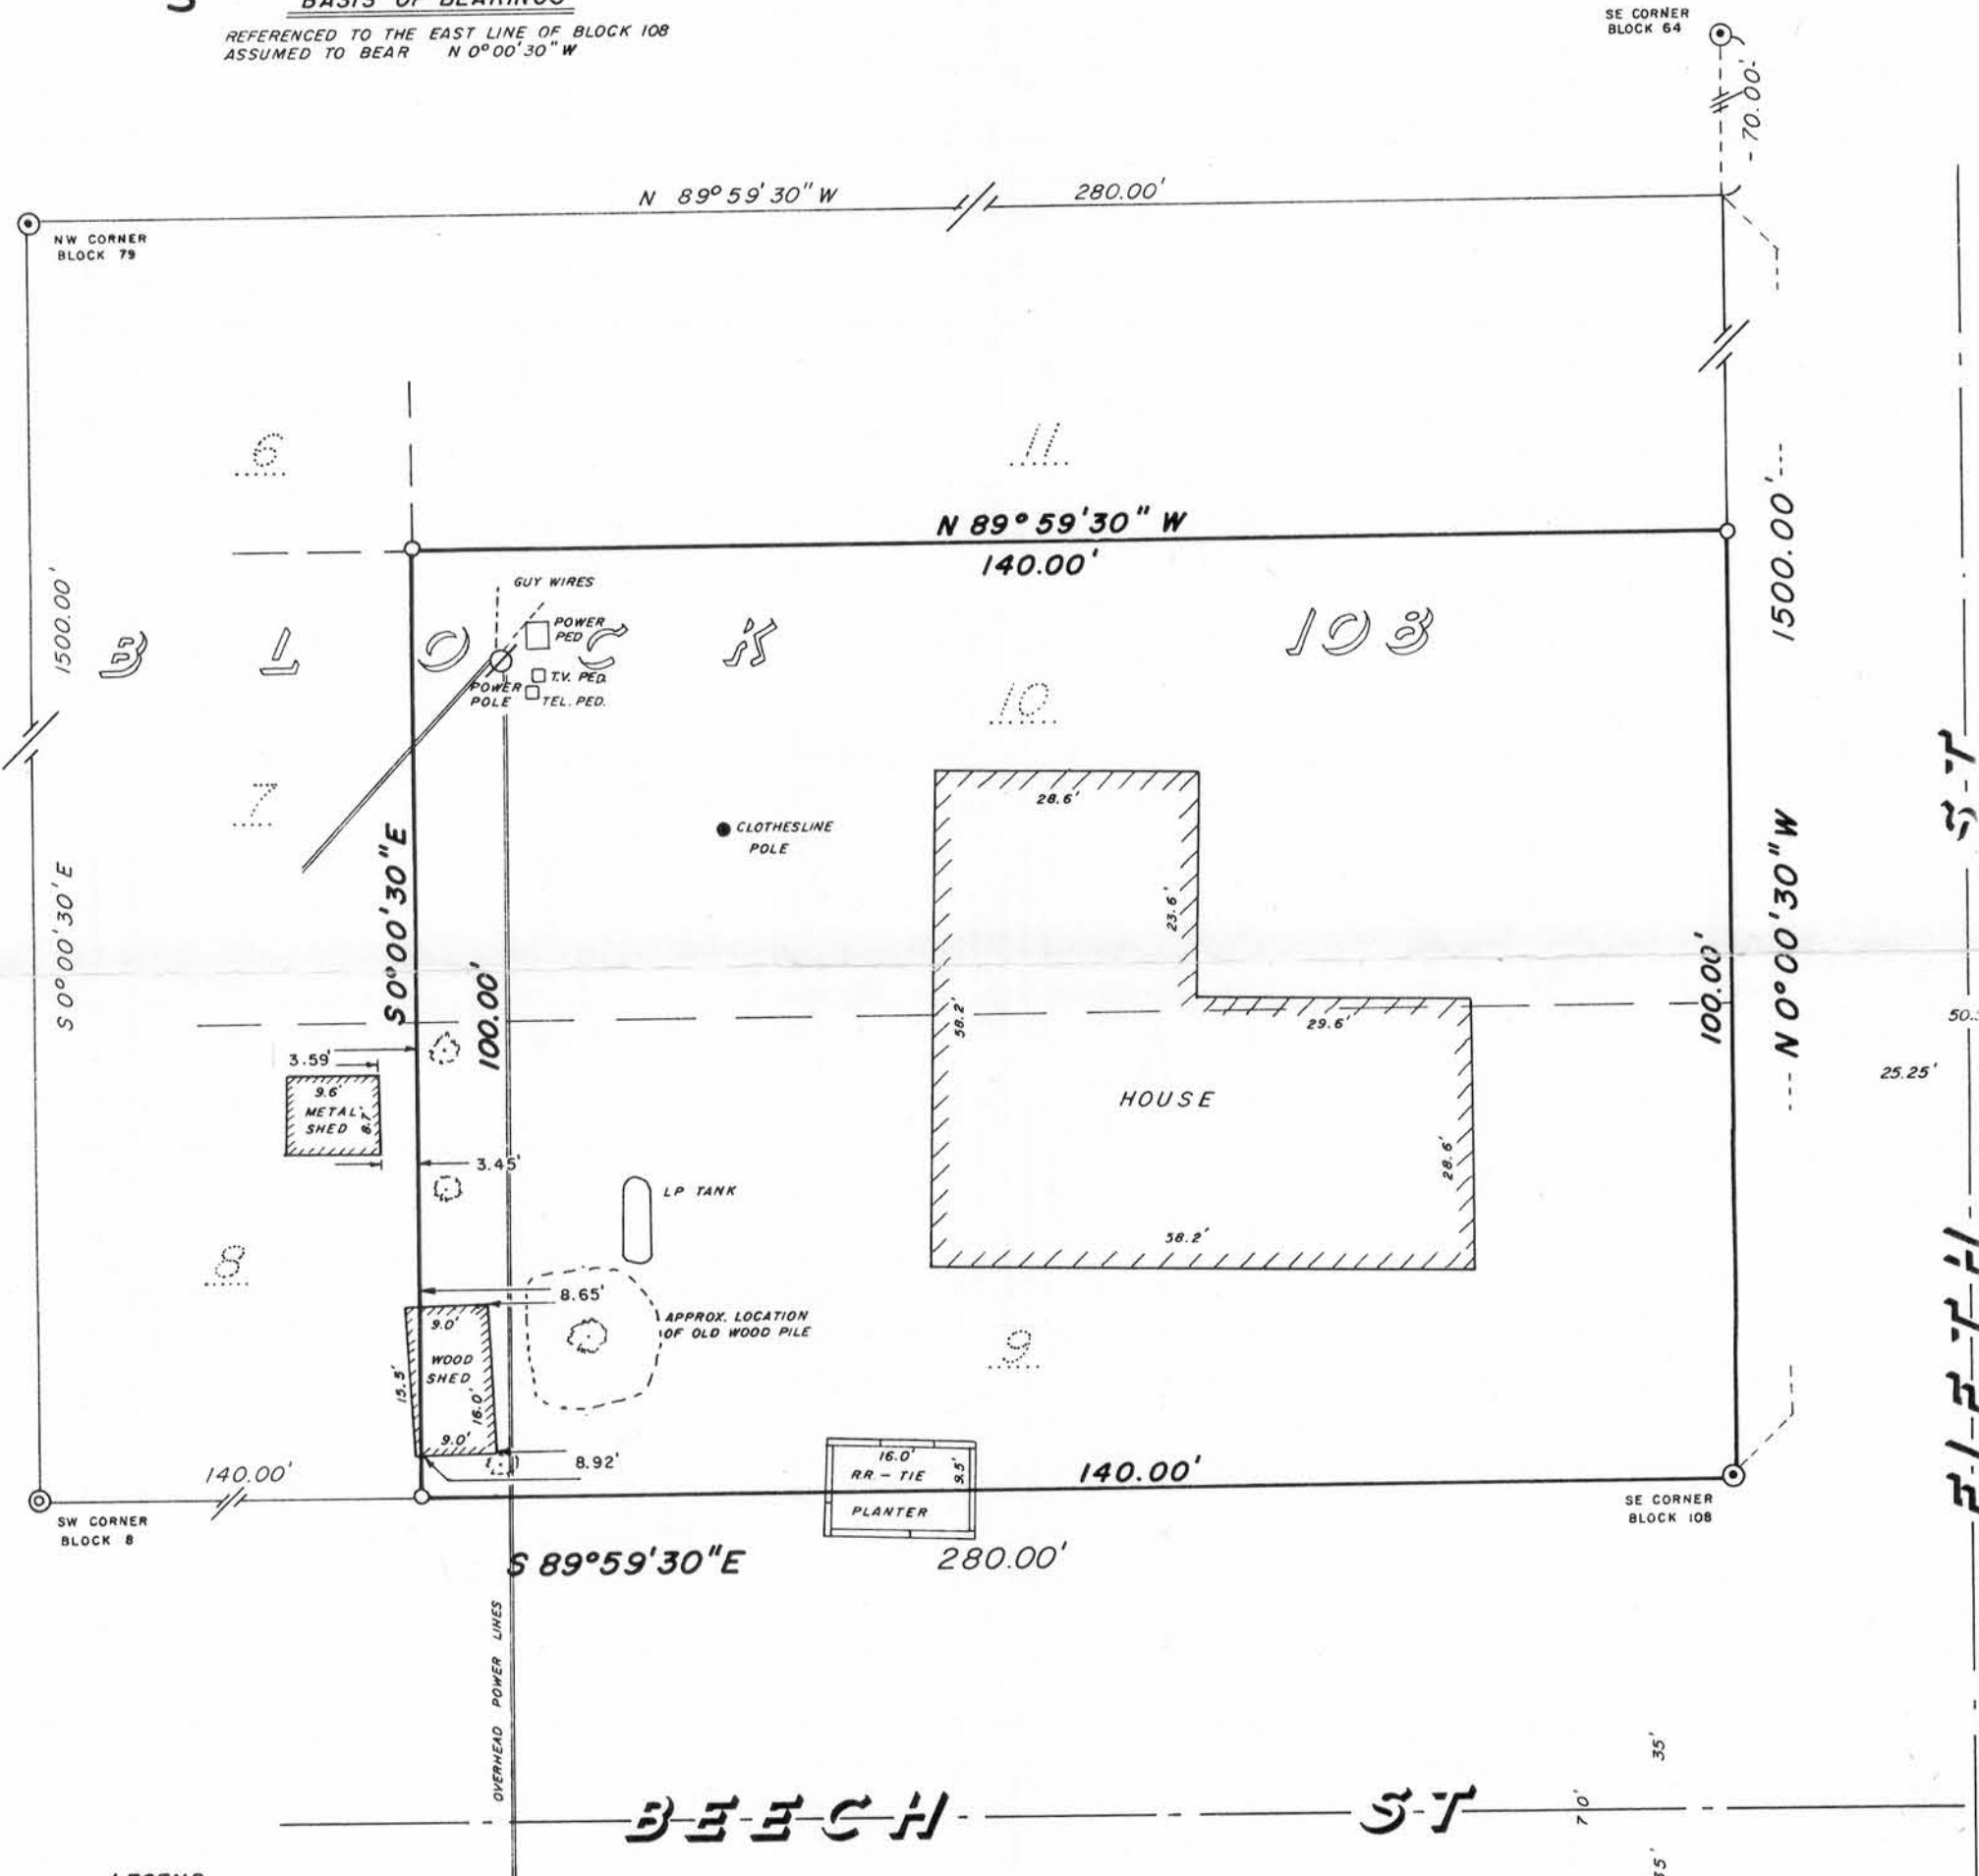 BASIS OF BEARINGS
REFERENCED TO THE EAST LINE OF BLOCK 108
ASSUMED TO BEAR N 0°00'30" W
SE CORNER
BLOCK 64
70.00'
N 89°59'30" W 280.00'
NW CORNER
BLOCK 79
6
11
N 89°59'30" W
140.00'
1500.00'
1500.00'
GUY WIRES
POWER
PED
BLOCK 108
T.V. PED.
POWER
POLE
TEL. PED.
10
7
28.6'
CLOTHESLINE
POLE
S 0°00'30" E
S 0°00'30' E
23.6'
N 0°00'30" W
100.00'
100.00'
58.2'
29.6'
50.
25.25'
3.59'
9.6'
METAL
SHED
8.7'
HOUSE
3.45'
28.6'
LP TANK
58.2'
8
8.65'
APPROX. LOCATION
OF OLD WOOD PILE
9.0'
WOOD
SHED
15.5'
16.0'
9.0'
9
8.92'
140.00'
16.0'
R.R. – TIE
9.5'
PLANTER
140.00'
SW CORNER
BLOCK 8
SE CORNER
BLOCK 108
S 89°59'30" E 280.00'
OVERHEAD POWER LINES
FIFTH ST
35'
BEECH ST
70'
35'
LEGEND